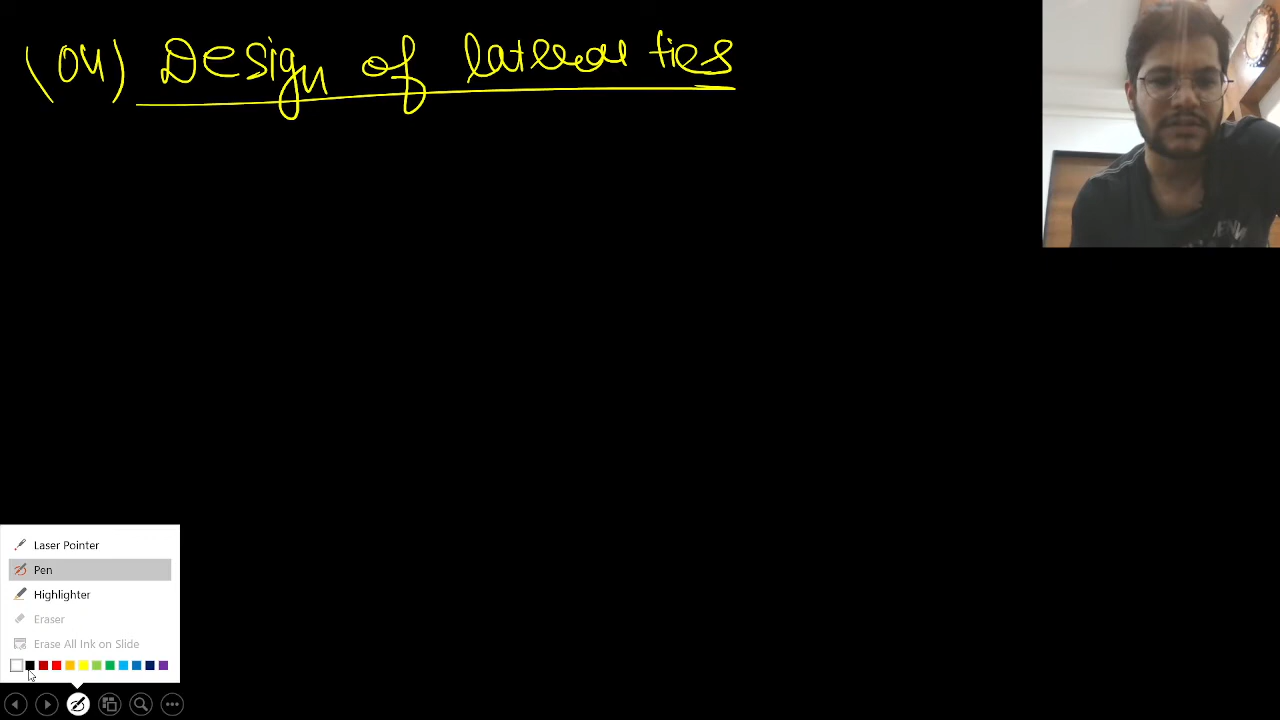 (04) Design of lateral ties
Laser Pointer
Pen
Highlighter
Eraser
Erase All Ink on Slide